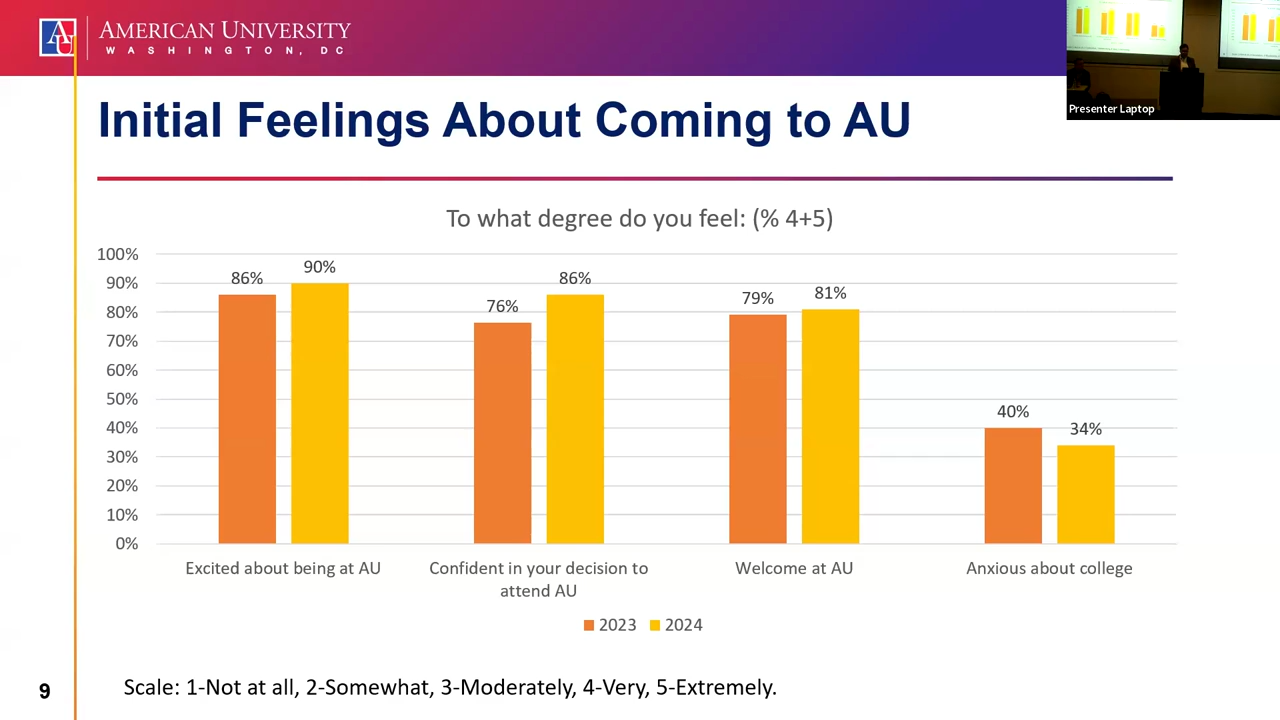 AMERICAN UNIVERSITY
WASHINGTON, DC
Presenter Laptop
Initial Feelings About Coming to AU
To what degree do you feel: (% 4+5)
100%
90%
80%
70%
60%
50%
40%
30%
20%
10%
0%
86%
90%
76%
86%
79%
81%
40%
34%
Excited about being at AU
Confident in your decision to
attend AU
Welcome at AU
Anxious about college
2023
2024
Scale: 1-Not at all, 2-Somewhat, 3-Moderately, 4-Very, 5-Extremely.
9